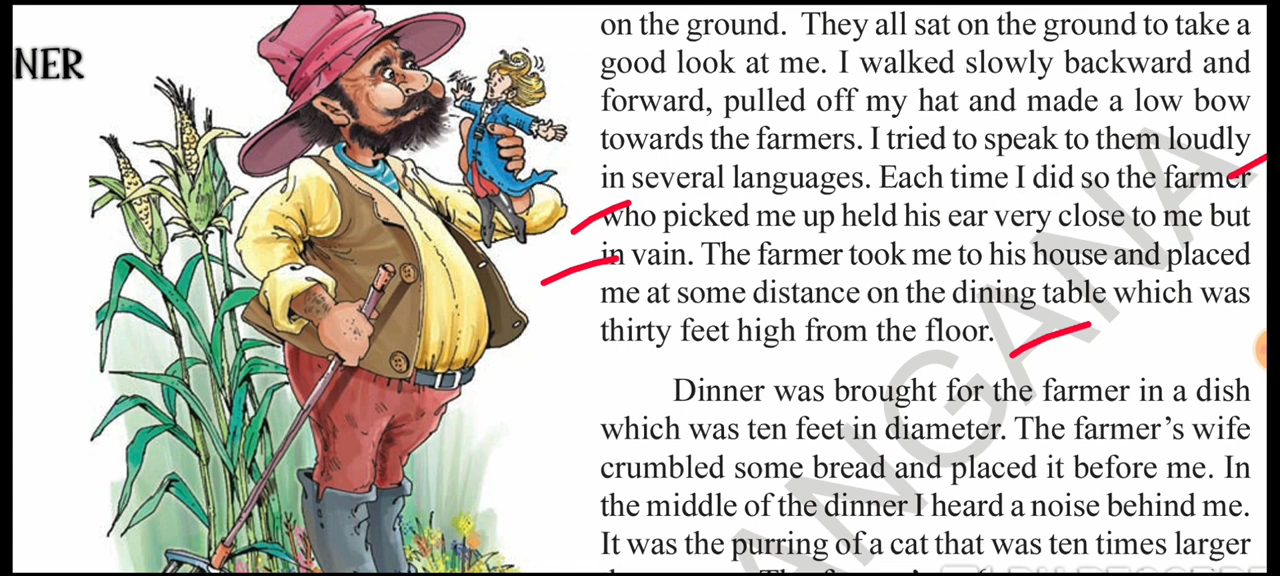 NER
on the ground. They all sat on the ground to take a
good look at me. I walked slowly backward and
forward, pulled off my hat and made a low bow
towards the farmers. I tried to speak to them loudly
in several languages. Each time I did so the farmer
who picked me up held his ear very close to me but
in vain. The farmer took me to his house and placed
me at some distance on the dining table which was
thirty feet high from the floor.
Dinner was brought for the farmer in a dish
which was ten feet in diameter. The farmer’s wife
crumbled some bread and placed it before me. In
the middle of the dinner I heard a noise behind me.
It was the purring of a cat that was ten times larger
ANGANA